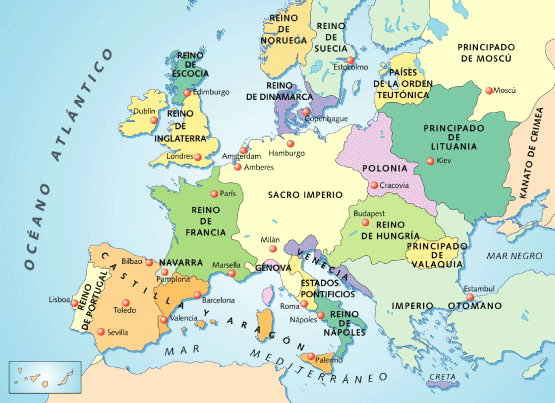 OCÉANO ATLÁNTICO
REINO
DE
ESCOCIA
Edimburgo
Dublín
REINO
DE
INGLATERRA
Londres
REINO
DE
NORUEGA
REINO
DE
SUECIA
Estocolmo
REINO
DE DINAMARCA
Copenhague
PAÍSES
DE LA ORDEN
TEUTÓNICA
PRINCIPADO
DE MOSCÚ
Moscú
PRINCIPADO
DE
LITUANIA
Kiev
KANATO DE CRIMEA
Amsterdam
Amberes
Hamburgo
SACRO IMPERIO
POLONIA
Cracovia
París
REINO
DE
FRANCIA
Budapest
REINO
DE HUNGRÍA
PRINCIPADO
DE
VALAQUIA
MAR NEGRO
Milán
VENECIA
GÉNOVA
Marsella
Bilbao
NAVARRA
Pamplona
CASTILLA Y ARAGÓN
REINO
DE PORTUGAL
Lisboa
Toledo
Sevilla
Barcelona
Valencia
ESTADOS
PONTIFICIOS
Roma
Nápoles
REINO
DE
NÁPOLES
Palermo
IMPERIO OTOMANO
Estambul
CRETA
MAR MEDITERRÁNEO